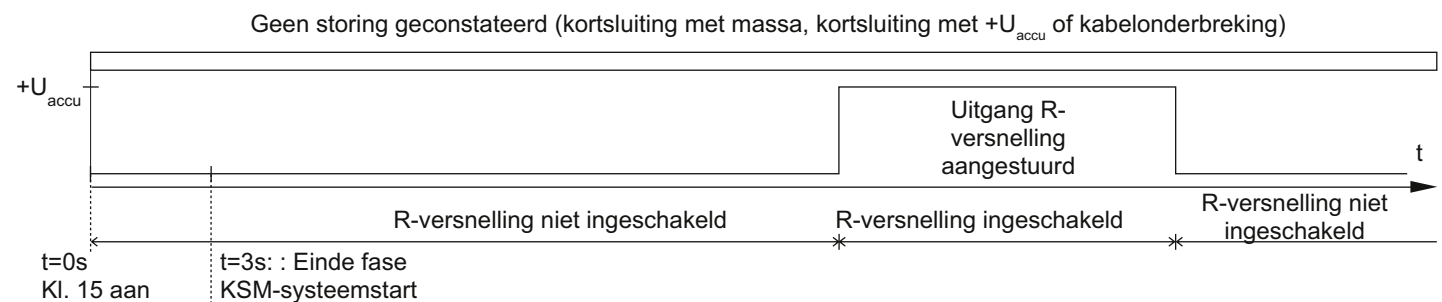 Geen storing geconstateerd (kortsluiting met massa, kortsluiting met +Uaccu of kabelonderbreking)
+Uaccu
Uitgang R-
versnelling
aangestuurd
t
R-versnelling niet ingeschakeld
R-versnelling ingeschakeld
R-versnelling niet
ingeschakeld
t=0s
Kl. 15 aan
t=3s: : Einde fase
KSM-systeemstart